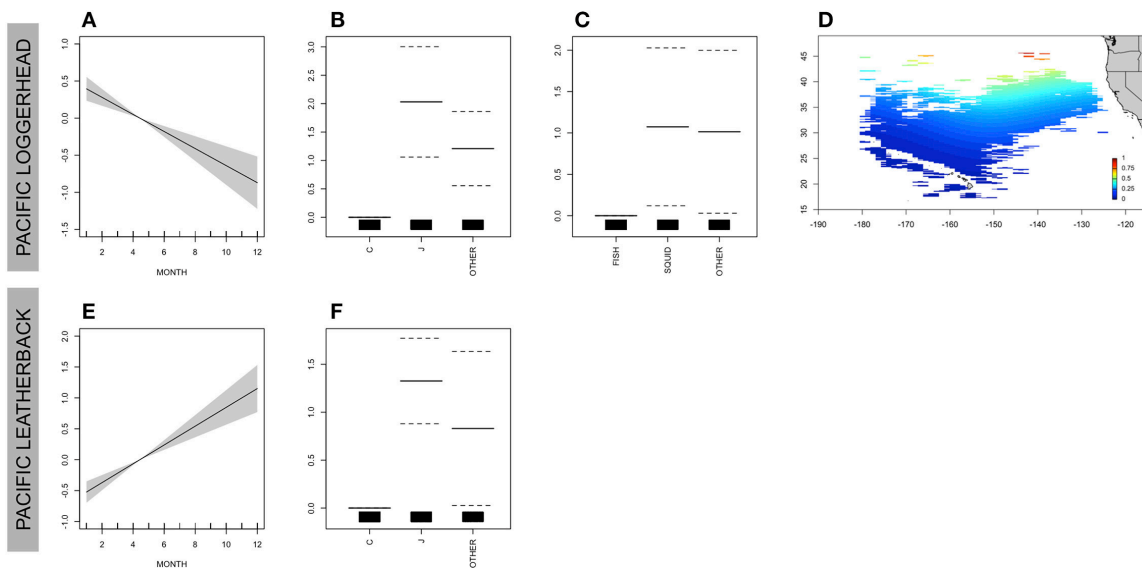 A
B
C
D
PACIFIC LOGGERHEAD
1.0
0.5
0.0
-0.5
-1.0
-1.5
2 4 6 8 10 12
MONTH
3.0
2.5
2.0
1.5
1.0
0.5
0.0
C J OTHER
2.0
1.5
1.0
0.5
0.0
FISH SQUID OTHER
45
40
35
30
25
20
15
1
0.75
0.5
0.25
0
-190 -180 -170 -160 -150 -140 -130 -120
E
F
PACIFIC LEATHERBACK
2.0
1.5
1.0
0.5
0.0
-0.5
-1.0
2 4 6 8 10 12
MONTH
1.5
1.0
0.5
0.0
C J OTHER